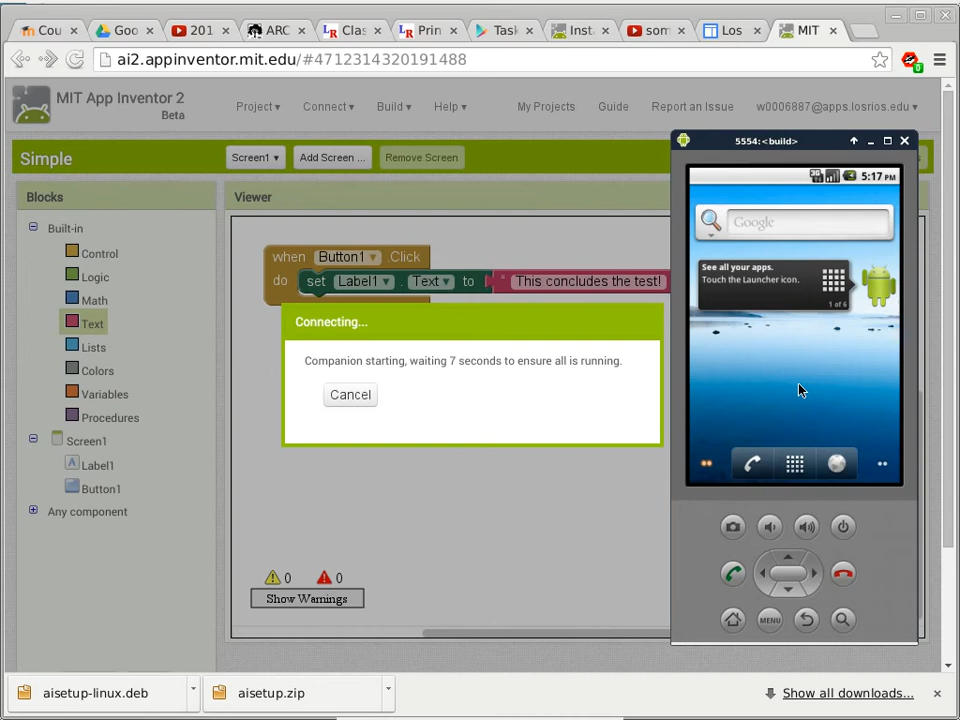 Cou
Goo
201
ARC
Clas
Prin
Task
Inst
som
Los
MIT
ai2.appinventor.mit.edu/#4712314320191488
0
MIT App Inventor 2
Beta
Project
Connect
Build
Help
My Projects
Guide
Report an Issue
w0006887@apps.losrios.edu
Simple
Screen1
Add Screen ...
Remove Screen
Blocks
Viewer
Built-in
Control
Logic
Math
Text
Lists
Colors
Variables
Procedures
Screen1
Label1
Button1
Any component
when Button1 .Click
do set Label1 . Text to " This concludes the test!
Connecting...
Companion starting, waiting 7 seconds to ensure all is running.
Cancel
0 0
Show Warnings
5554:<build>
3G 5:17 PM
Google
See all your apps.
Touch the Launcher icon.
1 of 6
MENU
aisetup-linux.deb
aisetup.zip
Show all downloads...